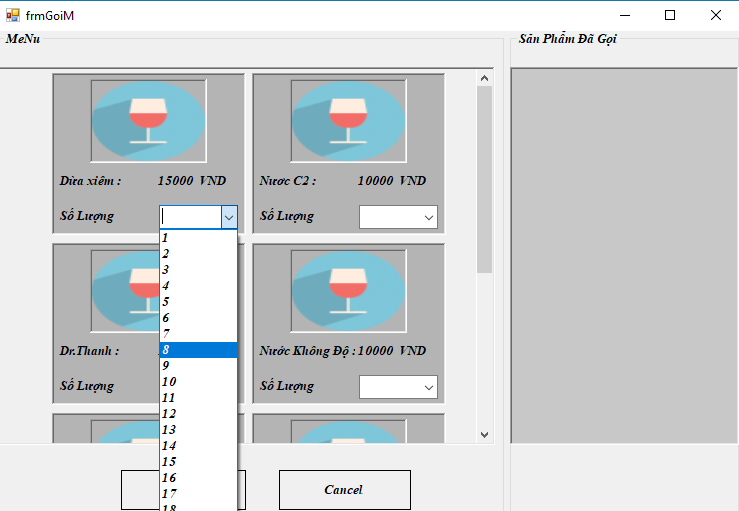 frmGoiM
MeNu
Sản Phẩm Đã Gọi
Dừa xiêm : 15000 VND
Nươc C2 : 10000 VND
Số Lượng
Số Lượng
1
2
3
4
5
6
7
8
9
10
11
12
13
14
15
16
17
18
Dr.Thanh :
Nước Không Độ : 10000 VND
Số Lượng
Số Lượng
Cancel